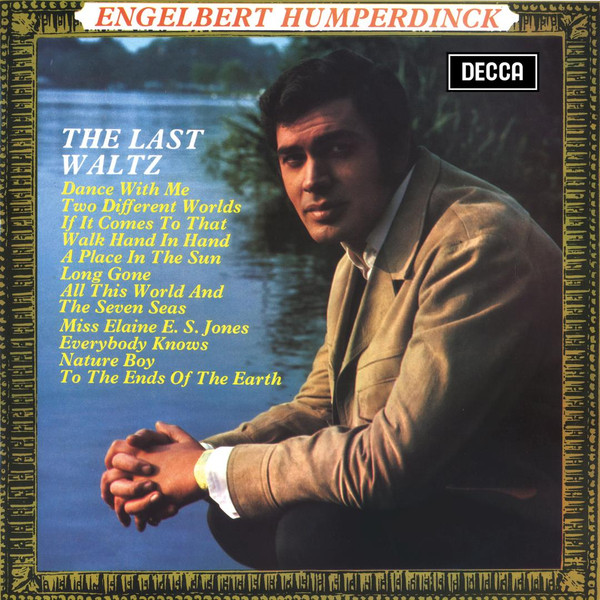 ENGELBERT HUMPERDINCK
DECCA
THE LAST
WALTZ
Dance With Me
Two Different Worlds
If It Comes To That
Walk Hand In Hand
A Place In The Sun
Long Gone
All This World And
The Seven Seas
Miss Elaine E. S. Jones
Everybody Knows
Nature Boy
To The Ends Of The Earth